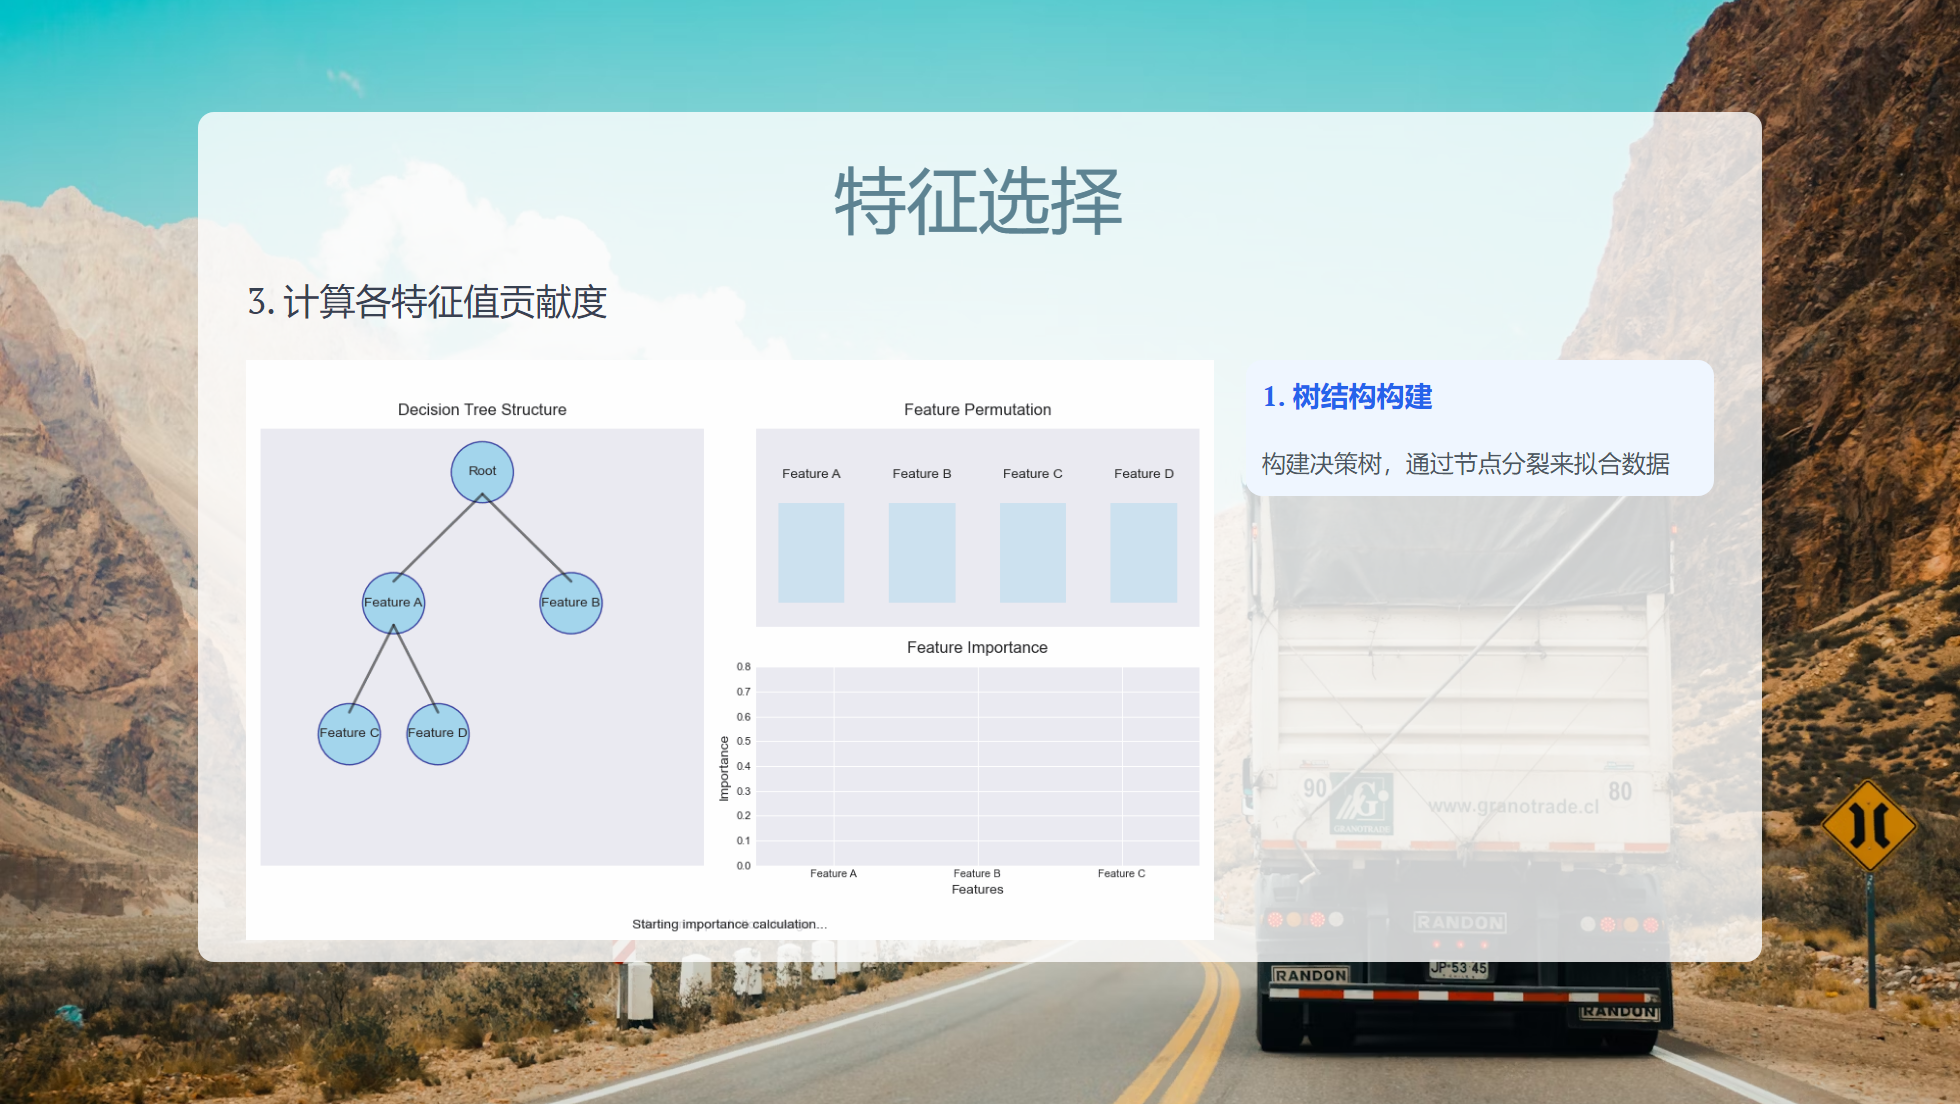 特征选择
3. 计算各特征值贡献度
Decision Tree Structure
Root
Feature A
Feature B
Feature C
Feature D
Feature Permutation
Feature A
Feature B
Feature C
Feature D
Feature Importance
0.8
0.7
0.6
0.5
0.4
0.3
0.2
0.1
0.0
Importance
Feature A
Feature B
Feature C
Features
Starting importance calculation...
1. 树结构构建
构建决策树，通过节点分裂来拟合数据
90
80
GRANOTRADE
www.granotrade.cl
RANDON
JP-53 45
RANDON
RANDON